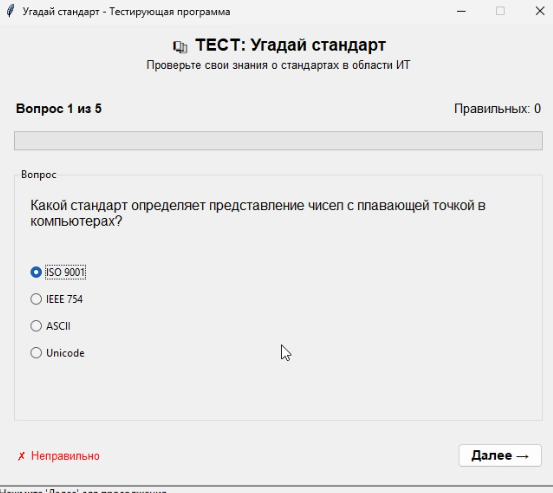 Угадай стандарт - Тестирующая программа
ТЕСТ: Угадай стандарт
Проверьте свои знания о стандартах в области ИТ
Вопрос 1 из 5 Правильных: 0
Вопрос
Какой стандарт определяет представление чисел с плавающей точкой в
компьютерах?
ISO 9001
IEEE 754
ASCII
Unicode
✗ Неправильно Далее →
Нажмите 'Далее' для продолжения